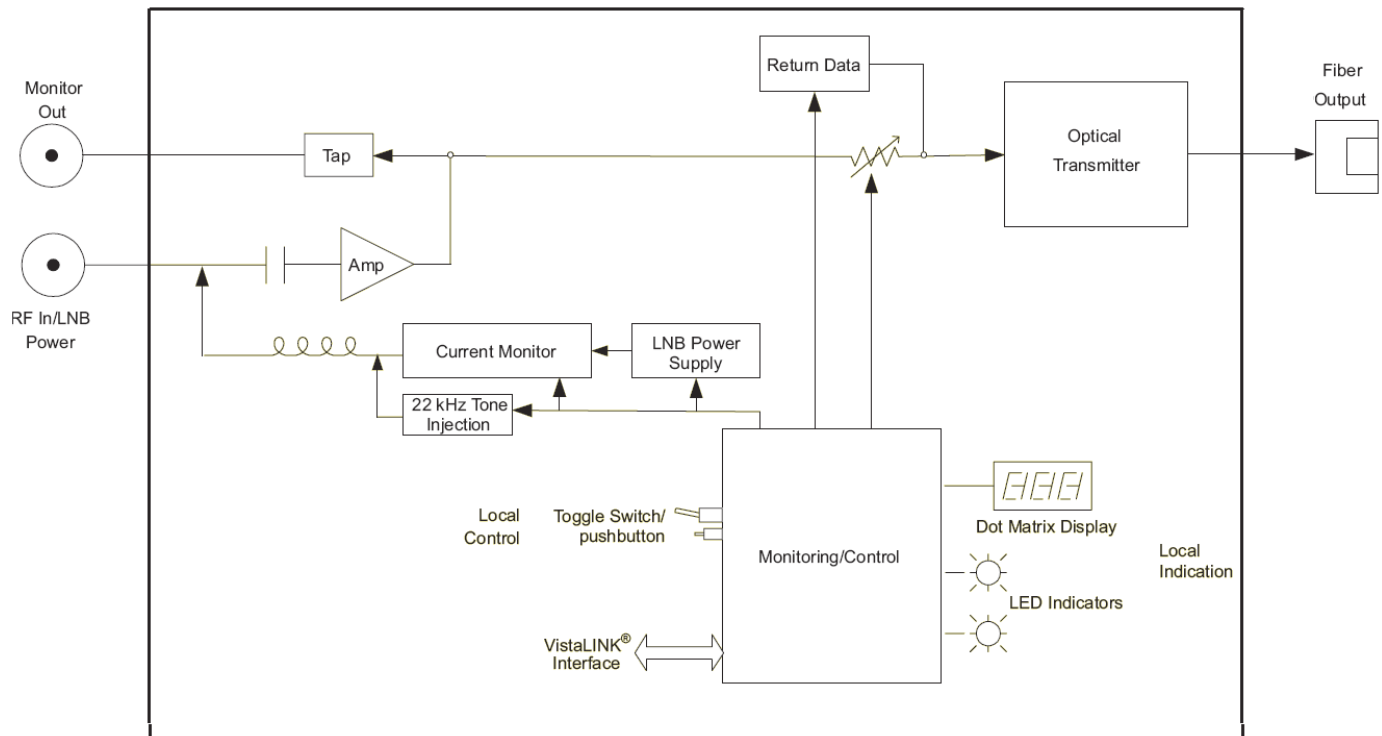 Monitor
Out
Tap
Return Data
Optical
Transmitter
Fiber
Output
RF In/LNB
Power
Amp
Current Monitor
LNB Power
Supply
22 kHz Tone
Injection
Local
Control
Toggle Switch/
pushbutton
Monitoring/Control
Dot Matrix Display
LED Indicators
Local
Indication
VistaLINK®
Interface